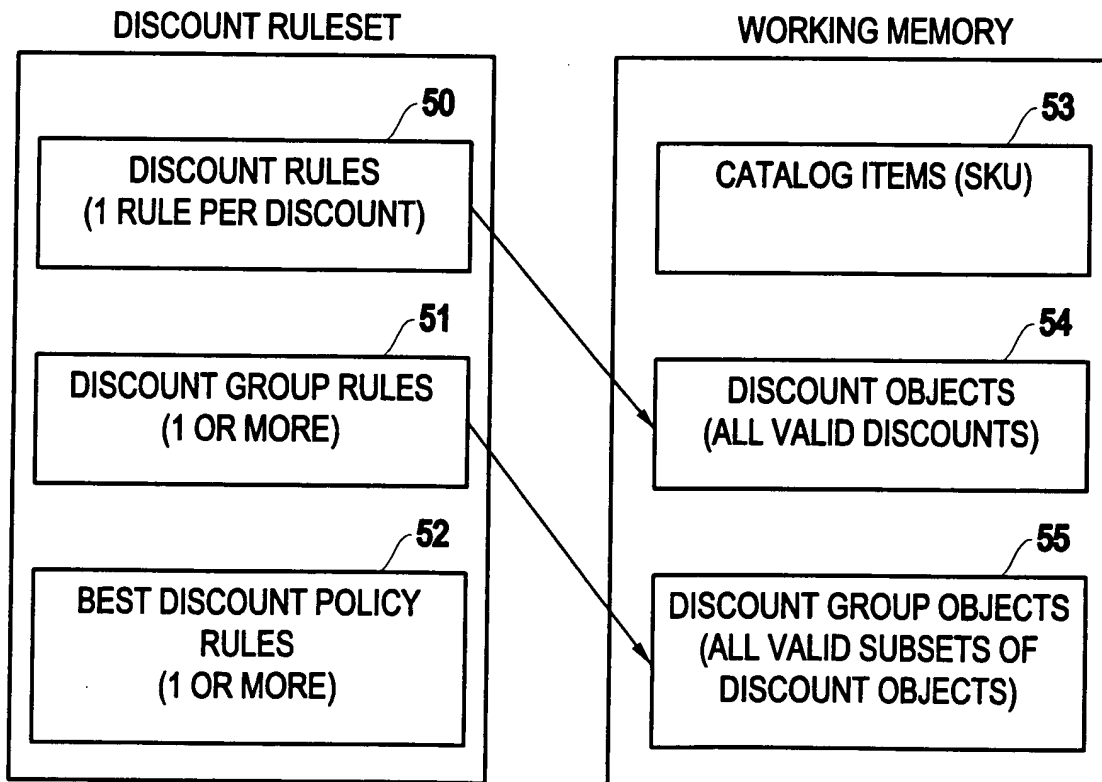 DISCOUNT RULESET
50
DISCOUNT RULES
(1 RULE PER DISCOUNT)
51
DISCOUNT GROUP RULES
(1 OR MORE)
52
BEST DISCOUNT POLICY
RULES
(1 OR MORE)
WORKING MEMORY
53
CATALOG ITEMS (SKU)
54
DISCOUNT OBJECTS
(ALL VALID DISCOUNTS)
55
DISCOUNT GROUP OBJECTS
(ALL VALID SUBSETS OF
DISCOUNT OBJECTS)